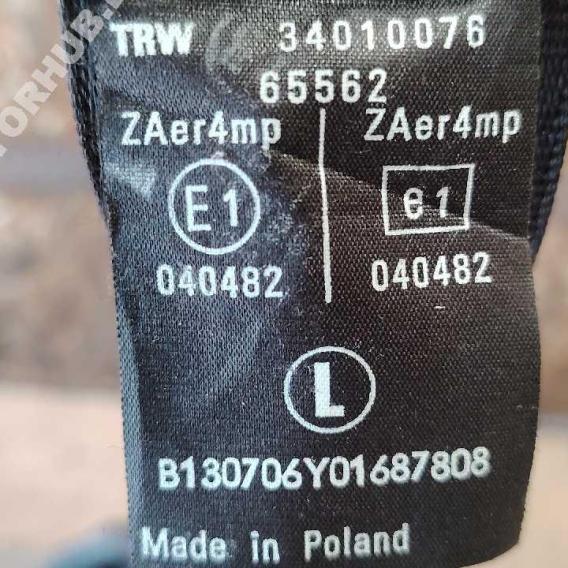 TRW 34010076
65562
ZAer4mp ZAer4mp
E1 e1
040482 040482
L
B130706Y01687808
Made in Poland